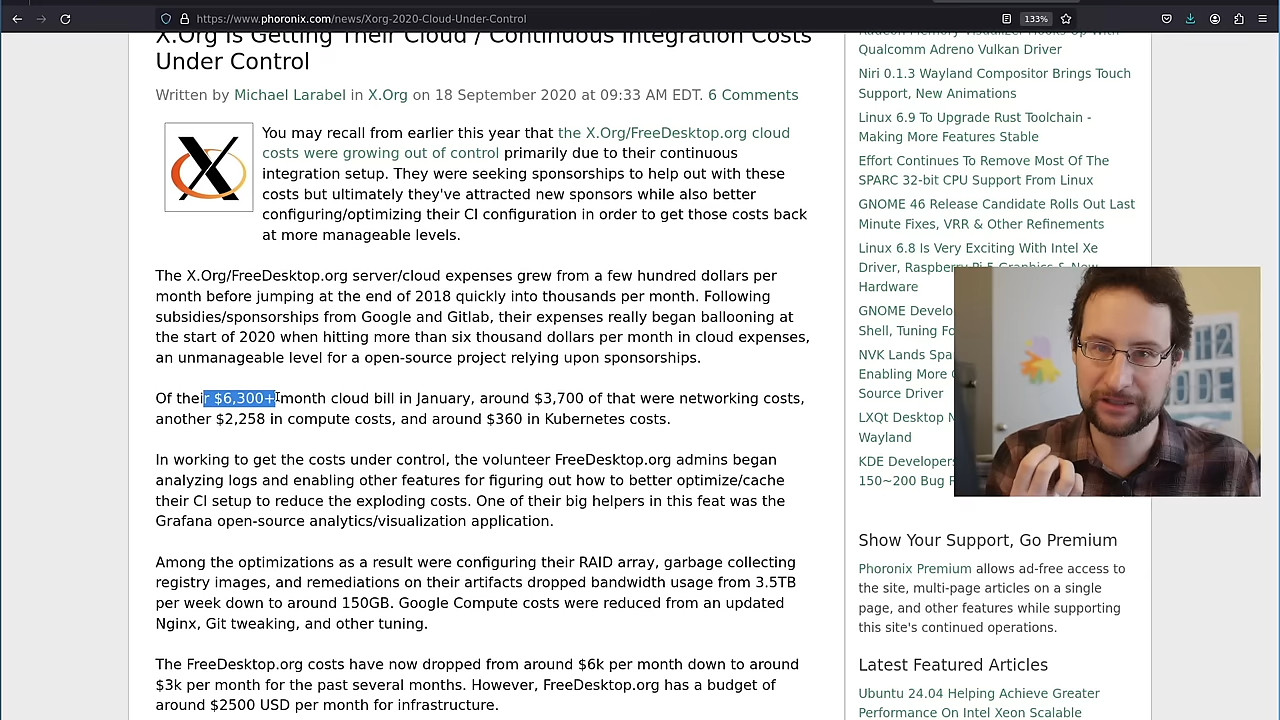 https://www.phoronix.com/news/Xorg-2020-Cloud-Under-Control
133%
X.Org Is Getting Their Cloud / Continuous Integration Costs
Under Control
Written by Michael Larabel in X.Org on 18 September 2020 at 09:33 AM EDT. 6 Comments
You may recall from earlier this year that the X.Org/FreeDesktop.org cloud
costs were growing out of control primarily due to their continuous
integration setup. They were seeking sponsorships to help out with these
costs but ultimately they've attracted new sponsors while also better
configuring/optimizing their CI configuration in order to get those costs back
at more manageable levels.
The X.Org/FreeDesktop.org server/cloud expenses grew from a few hundred dollars per
month before jumping at the end of 2018 quickly into thousands per month. Following
subsidies/sponsorships from Google and Gitlab, their expenses really began ballooning at
the start of 2020 when hitting more than six thousand dollars per month in cloud expenses,
an unmanageable level for a open-source project relying upon sponsorships.
Of their $6,300+/month cloud bill in January, around $3,700 of that were networking costs,
another $2,258 in compute costs, and around $360 in Kubernetes costs.
In working to get the costs under control, the volunteer FreeDesktop.org admins began
analyzing logs and enabling other features for figuring out how to better optimize/cache
their CI setup to reduce the exploding costs. One of their big helpers in this feat was the
Grafana open-source analytics/visualization application.
Among the optimizations as a result were configuring their RAID array, garbage collecting
registry images, and remediations on their artifacts dropped bandwidth usage from 3.5TB
per week down to around 150GB. Google Compute costs were reduced from an updated
Nginx, Git tweaking, and other tuning.
The FreeDesktop.org costs have now dropped from around $6k per month down to around
$3k per month for the past several months. However, FreeDesktop.org has a budget of
around $2500 USD per month for infrastructure.
Radeon Memory Visualizer Hooks Up With
Qualcomm Adreno Vulkan Driver
Niri 0.1.3 Wayland Compositor Brings Touch
Support, New Animations
Linux 6.9 To Upgrade Rust Toolchain -
Making More Features Stable
Effort Continues To Remove Most Of The
SPARC 32-bit CPU Support From Linux
GNOME 46 Release Candidate Rolls Out Last
Minute Fixes, VRR & Other Refinements
Linux 6.8 Is Very Exciting With Intel Xe
Driver, Raspberry Pi 5 Graphics & New
Hardware
GNOME Develo
Shell, Tuning Fo
NVK Lands Spa
Enabling More
Source Driver
LXQt Desktop
Wayland
KDE Developers
150~200 Bug
Show Your Support, Go Premium
Phoronix Premium allows ad-free access to
the site, multi-page articles on a single
page, and other features while supporting
this site's continued operations.
Latest Featured Articles
Ubuntu 24.04 Helping Achieve Greater
Performance On Intel Xeon Scalable